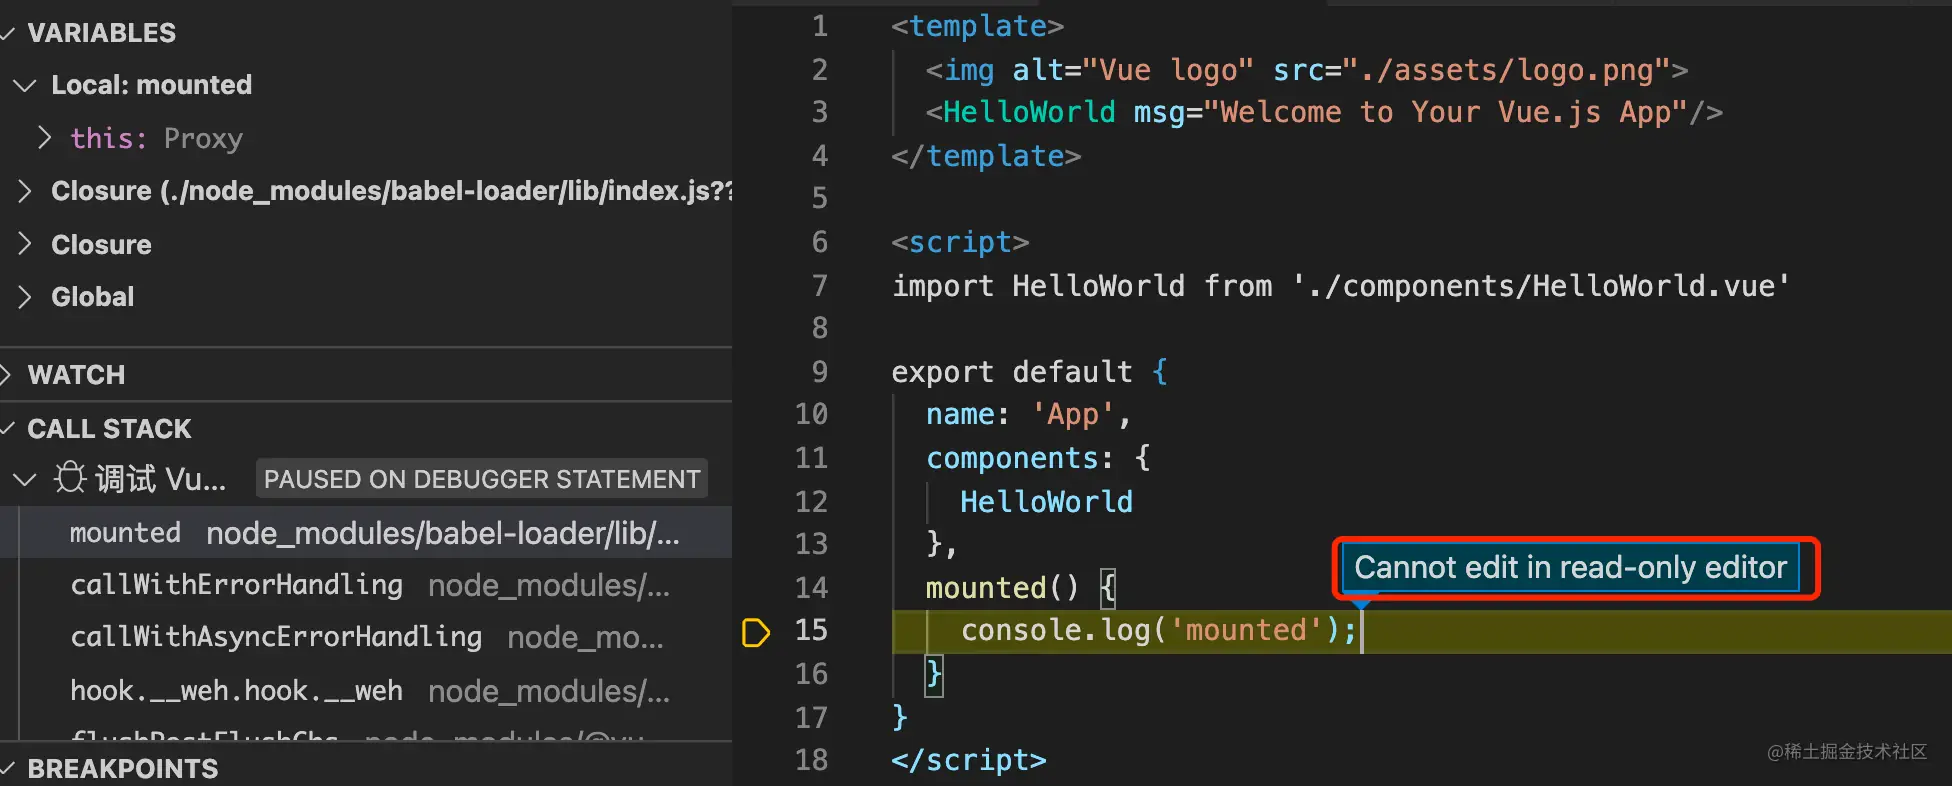 VARIABLES
Local: mounted
this: Proxy
Closure (./node_modules/babel-loader/lib/index.js??
Closure
Global
WATCH
CALL STACK
调试 Vu... PAUSED ON DEBUGGER STATEMENT
mounted node_modules/babel-loader/lib/...
callWithErrorHandling node_modules/...
callWithAsyncErrorHandling node_mo...
hook.__weh.hook.__weh node_modules/...
flushPostFlushCbs node_modules/@vu...
BREAKPOINTS
1 <template>
2 <img alt="Vue logo" src="./assets/logo.png">
3 <HelloWorld msg="Welcome to Your Vue.js App"/>
4 </template>
5
6 <script>
7 import HelloWorld from './components/HelloWorld.vue'
8
9 export default {
10 name: 'App',
11 components: {
12 HelloWorld
13 },
Cannot edit in read-only editor
14 mounted() {
15 console.log('mounted');
16 }
17 }
18 </script>
@稀土掘金技术社区